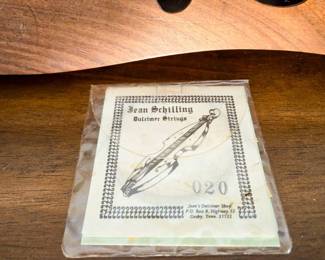 Jean Schilling
Dulcimer Strings
020
Jean's Dulcimer Shop
P.O. Box 8, Highway 32
Cosby, Tenn. 37722